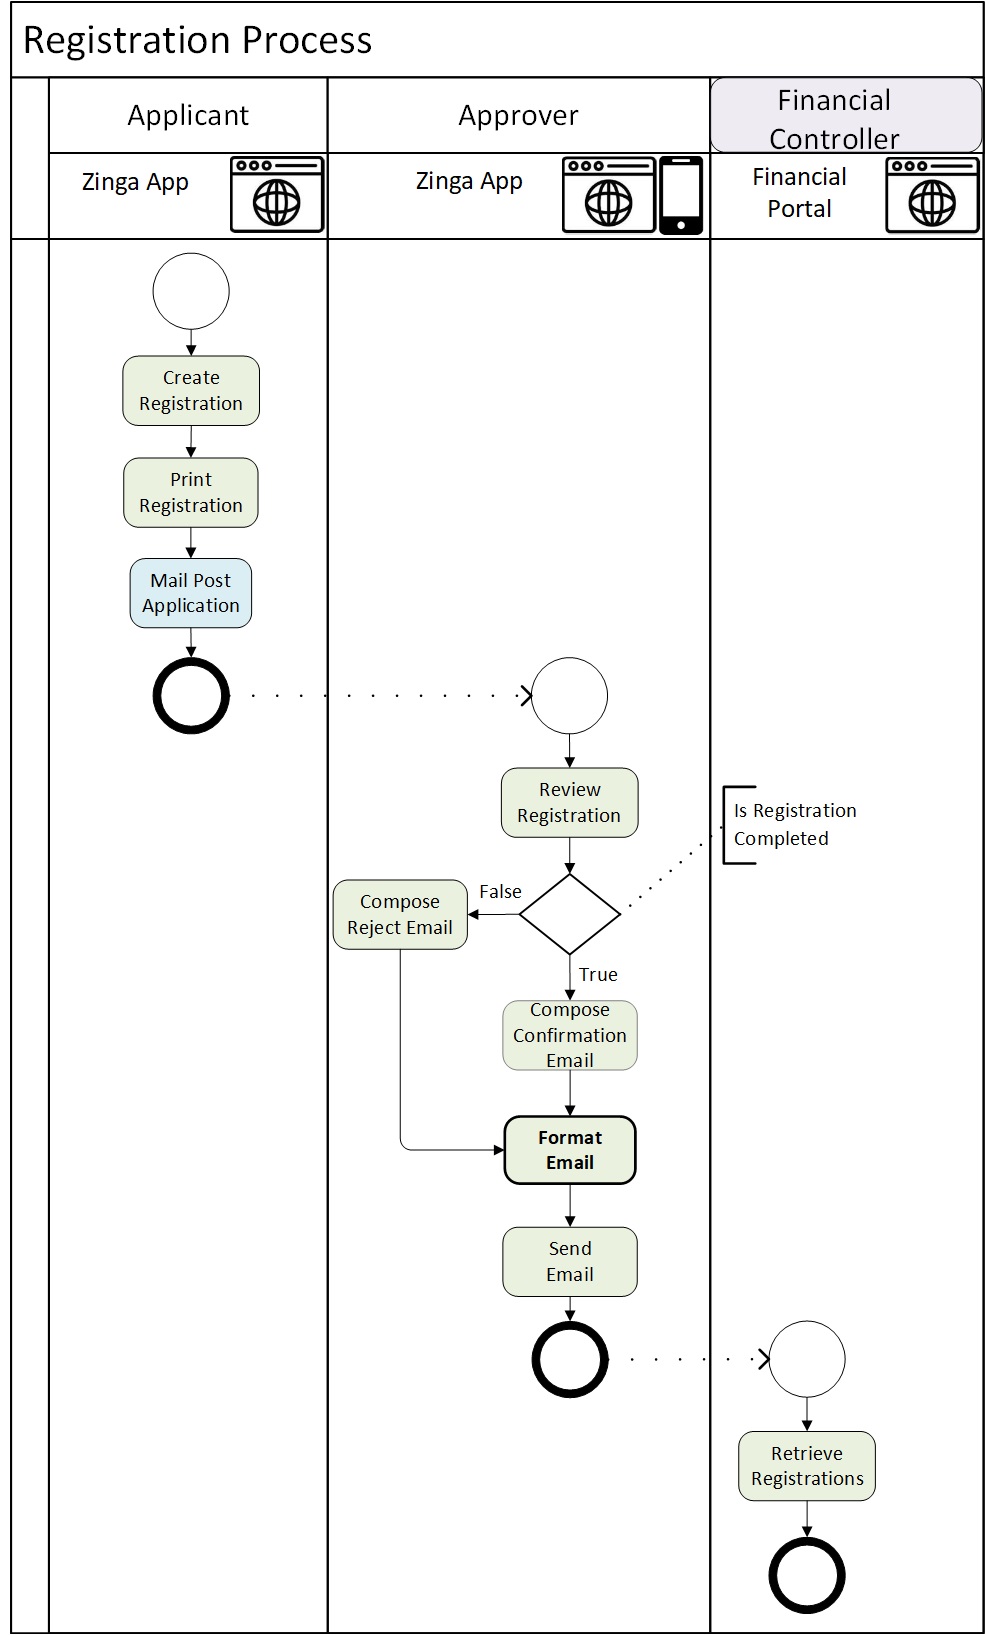 Registration Process
Applicant
Approver
Financial
Controller
Zinga App
Zinga App
Financial
Portal
Create
Registration
Print
Registration
Mail Post
Application
Review
Registration
Is Registration
Completed
False
Compose
Reject Email
True
Compose
Confirmation
Email
Format
Email
Send
Email
Retrieve
Registrations